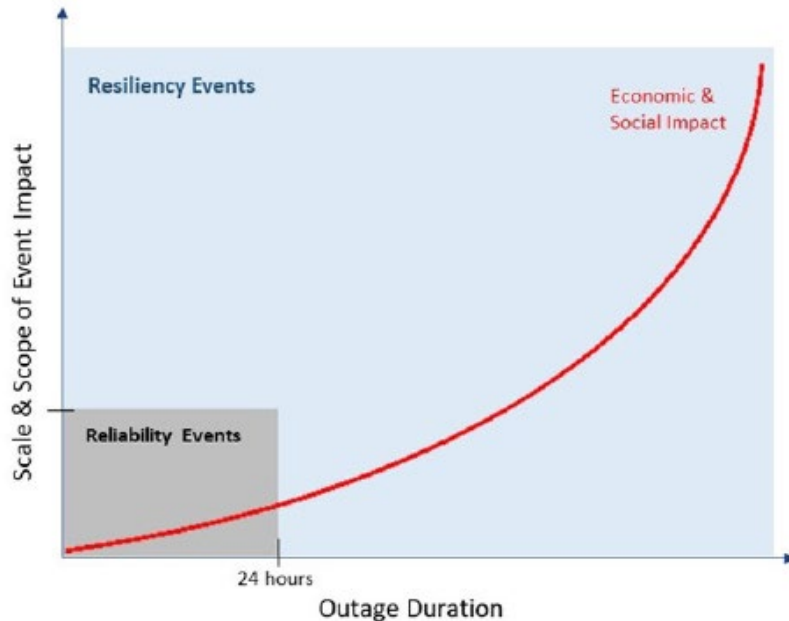 Resiliency Events
Economic &
Social Impact
Scale & Scope of Event Impact
Reliability Events
24 hours
Outage Duration